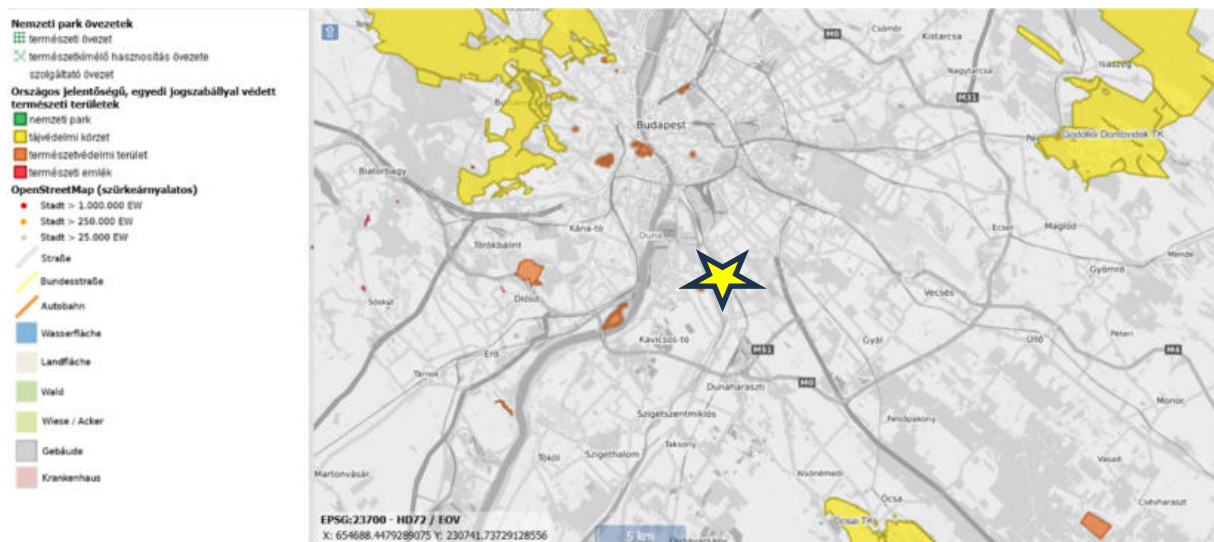 Nemzeti park övezetek
természeti övezet
természetkímélő hasznosítás övezete
szolgáltató övezet
Országos jelentőségű, egyedi jogszabállyal védett
természeti területek
nemzeti park
tájvédelmi körzet
természetvédelmi terület
természeti emlék
OpenStreetMap (szürkeárnyalatos)
Stadt > 1.000.000 EW
Stadt > 250.000 EW
Stadt > 25.000 EW
Straße
Bundesstraße
Autobahn
Wasserfläche
Landfläche
Wald
Wiese / Acker
Gebäude
Krankenhaus
M0
Csömör
Kistarcsa
Nagytarcsa
Isaszeg
M31
Budapest
Gödöllői Dombvidék TK
Biatorbágy
Kána-tó
Duna
Törökbálint
Ecser
Maglód
Mende
Gyömrő
Sóskút
Diósd
Vecsés
Kavicsos-tó
Péteri
Érd
M51
Gyál
Üllő
M4
Tárnok
Dunaharaszti
M0
Monor
Szigetszentmiklós
Felsőpakony
Taksony
Tököl
Szigethalom
Vasad
Martonvásár
Alsónémedi
Ócsa
Csévharaszt
Ócsai TK
EPSG:23700 - HD72 / EOV
X: 654688.4479289075 Y: 230741.73729128556
5 km